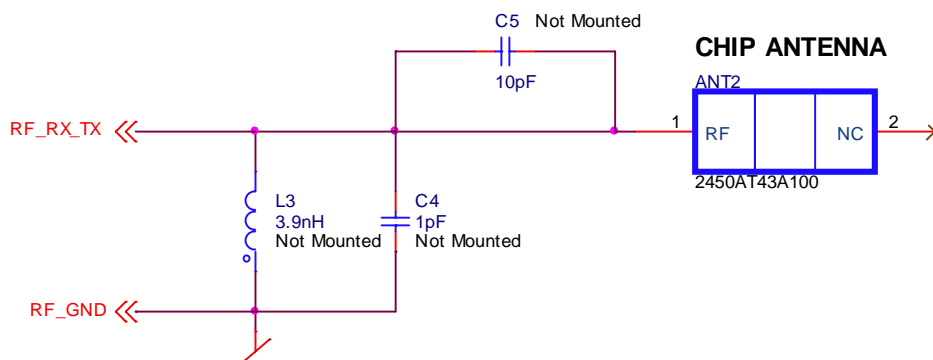 C5 Not Mounted
10pF
CHIP ANTENNA
ANT2
RF_RX_TX
1
RF
NC
2
2450AT43A100
L3
3.9nH
Not Mounted
C4
1pF
Not Mounted
RF_GND